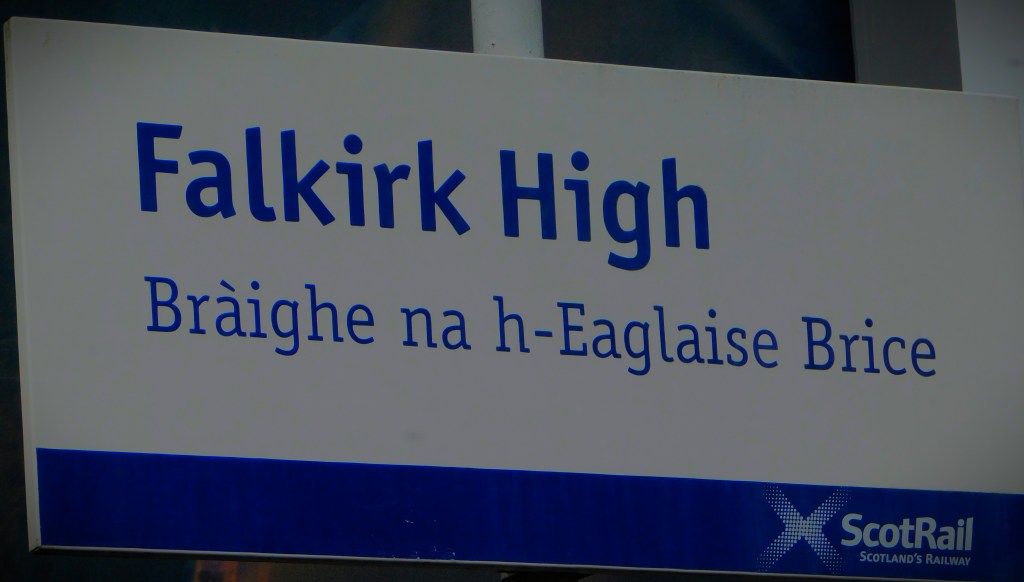 Falkirk High
Bràighe na h-Eaglaise Brice
ScotRail
Scotland's Railway